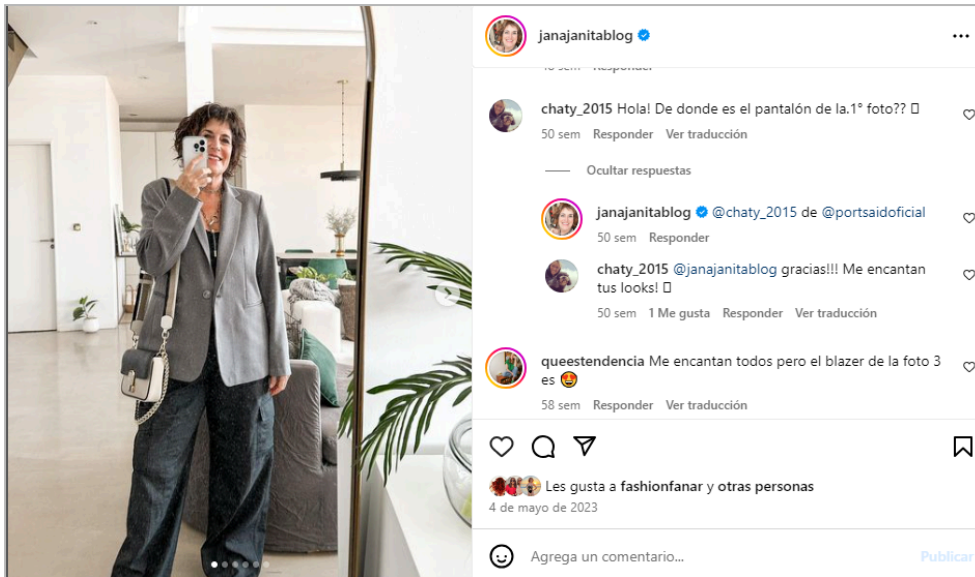 janajanitablog
chaty_2015 Hola! De donde es el pantalón de la.1° foto??
50 sem Responder Ver traducción
Ocultar respuestas
janajanitablog @chaty_2015 de @portsaidoficial
50 sem Responder
chaty_2015 @janajanitablog gracias!!! Me encantan
tus looks!
50 sem 1 Me gusta Responder Ver traducción
queestendencia Me encantan todos pero el blazer de la foto 3
es 😍
58 sem Responder Ver traducción
Les gusta a fashionfanar y otras personas
4 de mayo de 2023
Agrega un comentario...
Publicar